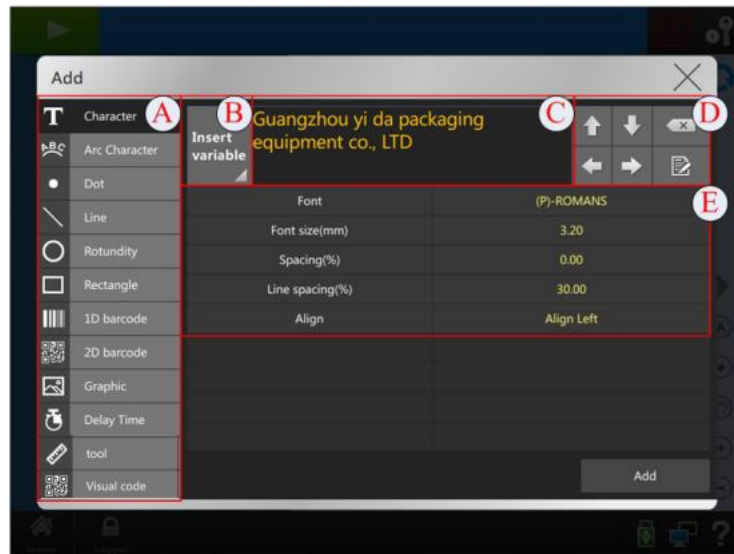 Add
T Character A
ABC Arc Character
Dot
Line
Rotundity
Rectangle
1D barcode
2D barcode
Graphic
Delay Time
tool
Visual code
B
Insert
variable
Guangzhou yi da packaging
equipment co., LTD
C
D
E
Font (P)-ROMANS
Font size(mm) 3.20
Spacing(%) 0.00
Line spacing(%) 30.00
Align Align Left
Add
?